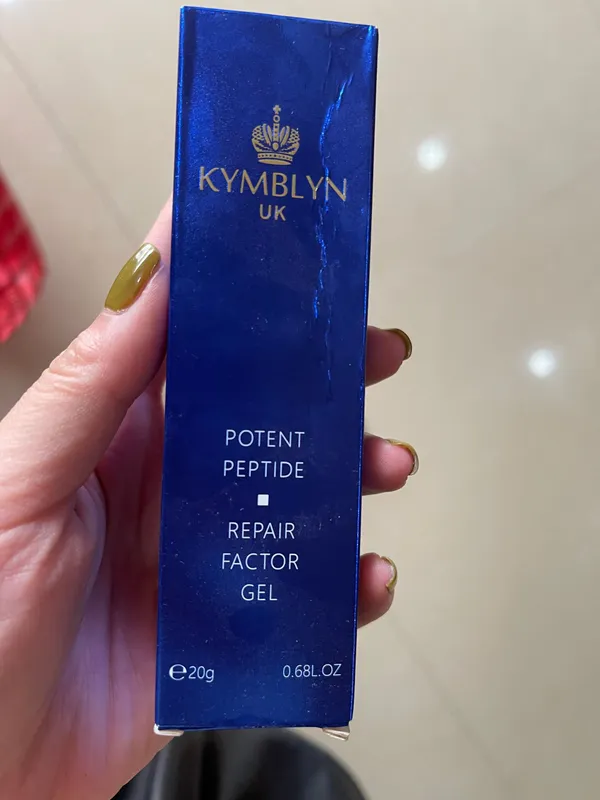 KYMBLYN
UK
POTENT
PEPTIDE
REPAIR
FACTOR
GEL
℮20g 0.68L.OZ